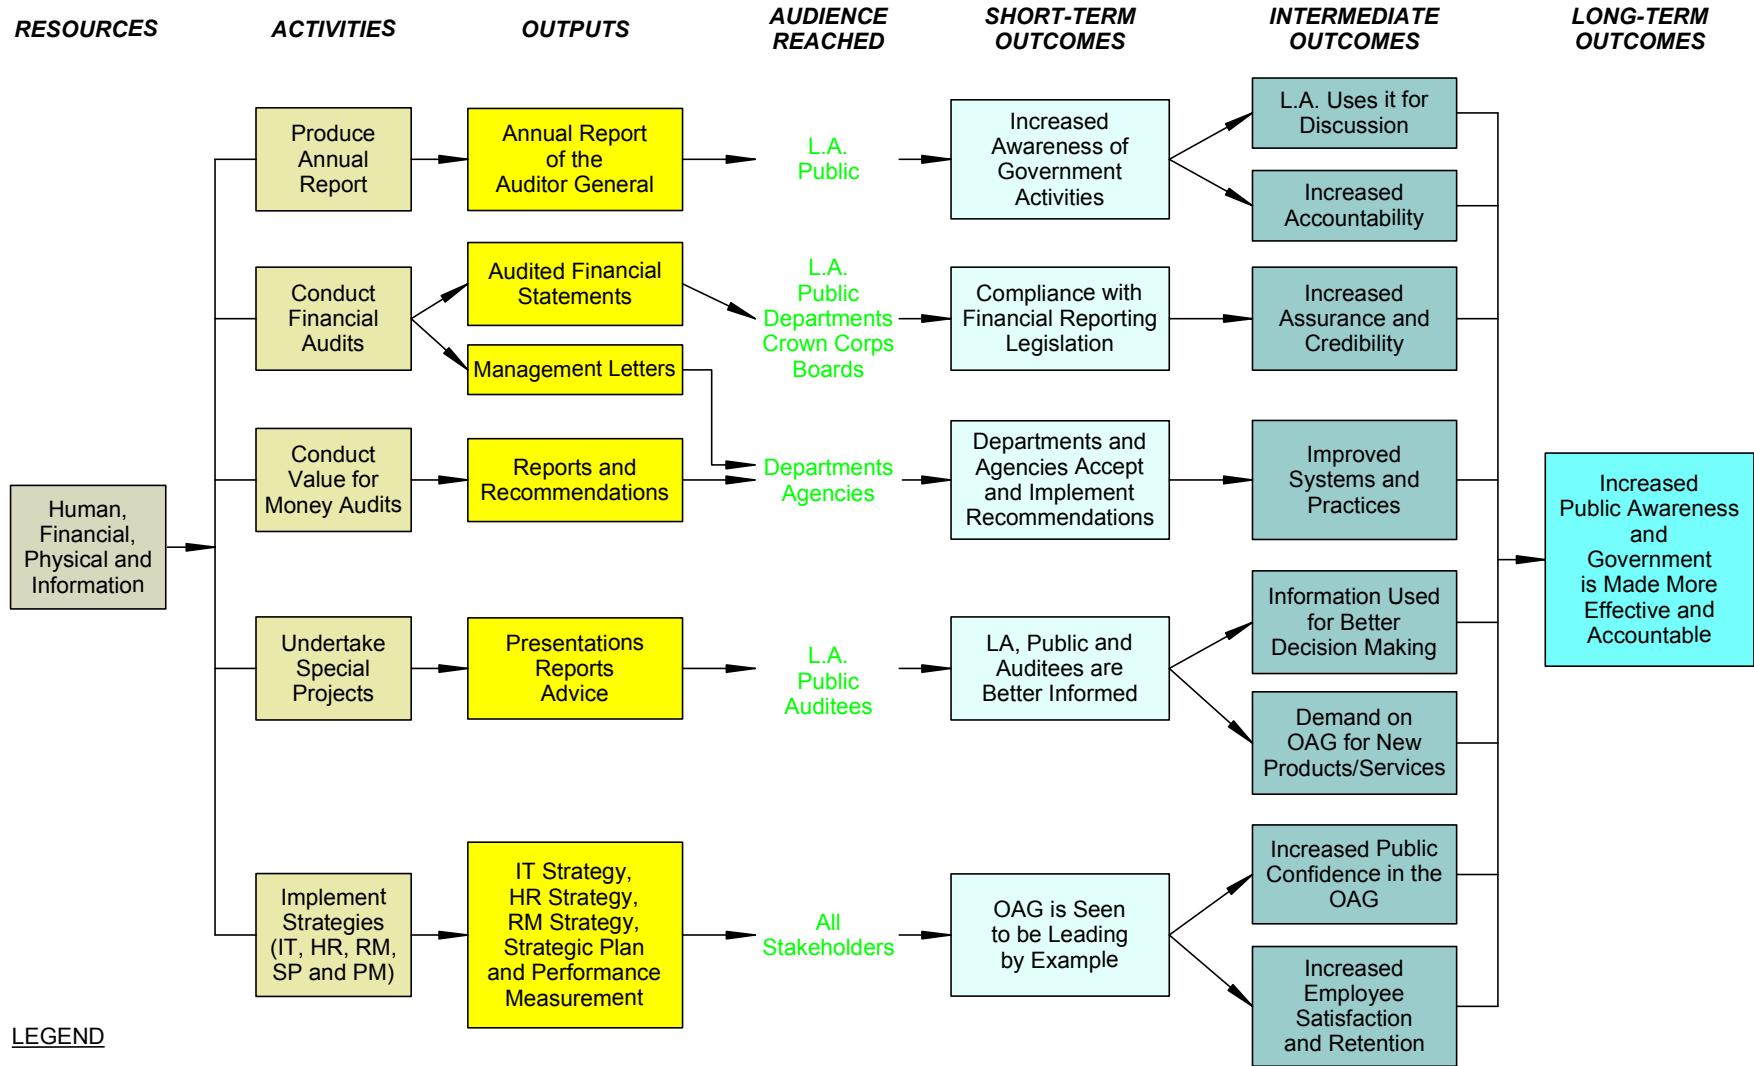 RESOURCES
ACTIVITIES
OUTPUTS
AUDIENCE
REACHED
SHORT-TERM
OUTCOMES
INTERMEDIATE
OUTCOMES
LONG-TERM
OUTCOMES
Human,
Financial,
Physical and
Information
Produce
Annual
Report
Annual Report
of the
Auditor General
L.A.
Public
Increased
Awareness of
Government
Activities
L.A. Uses it for
Discussion
Increased
Accountability
Conduct
Financial
Audits
Audited Financial
Statements
Management Letters
L.A.
Public
Departments
Crown Corps
Boards
Compliance with
Financial Reporting
Legislation
Increased
Assurance and
Credibility
Conduct
Value for
Money Audits
Reports and
Recommendations
Departments
Agencies
Departments and
Agencies Accept
and Implement
Recommendations
Improved
Systems and
Practices
Undertake
Special
Projects
Presentations
Reports
Advice
L.A.
Public
Auditees
LA, Public and
Auditees are
Better Informed
Information Used
for Better
Decision Making
Demand on
OAG for New
Products/Services
Implement
Strategies
(IT, HR, RM,
SP and PM)
IT Strategy,
HR Strategy,
RM Strategy,
Strategic Plan
and Performance
Measurement
All
Stakeholders
OAG is Seen
to be Leading
by Example
Increased Public
Confidence in the
OAG
Increased
Employee
Satisfaction
and Retention
Increased
Public Awareness
and
Government
is Made More
Effective and
Accountable
LEGEND